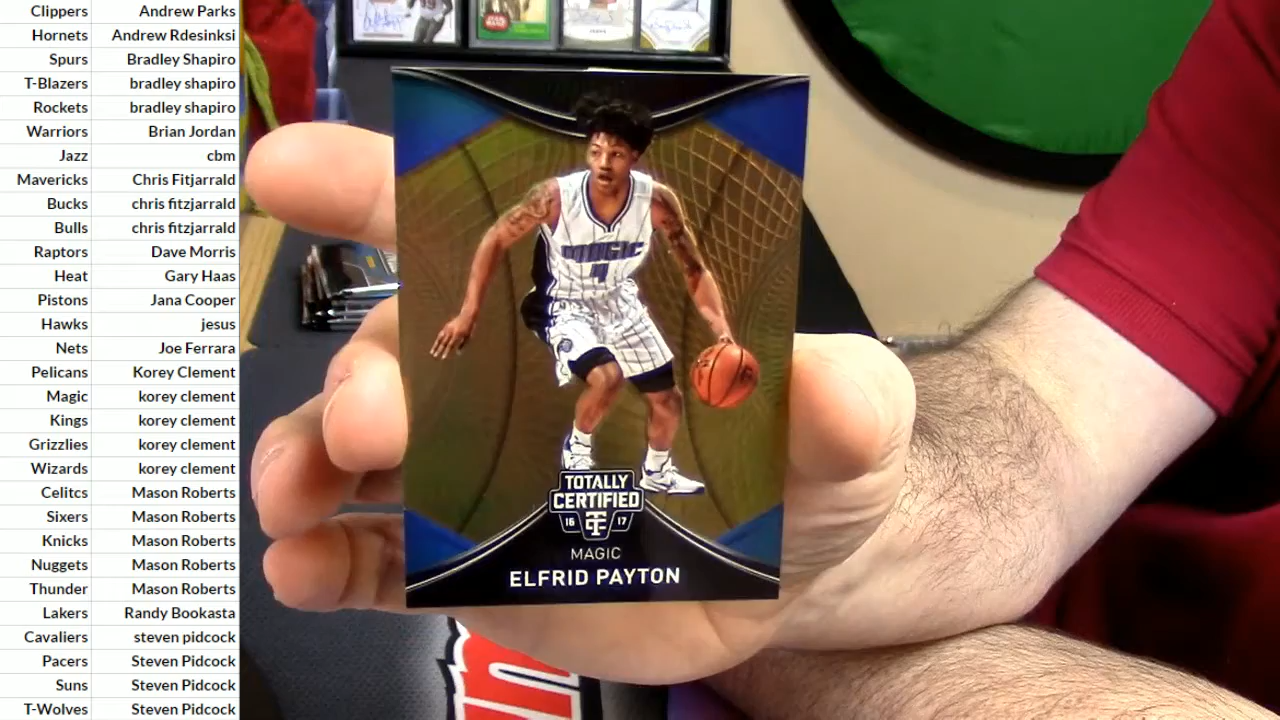 Clippers Andrew Parks
Hornets Andrew Rdesinksi
Spurs Bradley Shapiro
T-Blazers bradley shapiro
Rockets bradley shapiro
Warriors Brian Jordan
Jazz cbm
Mavericks Chris Fitjarrald
Bucks chris fitzjarrald
Bulls chris fitzjarrald
Raptors Dave Morris
Heat Gary Haas
Pistons Jana Cooper
Hawks jesus
Nets Joe Ferrara
Pelicans Korey Clement
Magic korey clement
Kings korey clement
Grizzlies korey clement
Wizards korey clement
Celitcs Mason Roberts
Sixers Mason Roberts
Knicks Mason Roberts
Nuggets Mason Roberts
Thunder Mason Roberts
Lakers Randy Bookasta
Cavaliers steven pidcock
Pacers Steven Pidcock
Suns Steven Pidcock
T-Wolves Steven Pidcock
MAGIC
4
TOTALLY
CERTIFIED
16 TC 17
MAGIC
ELFRID PAYTON